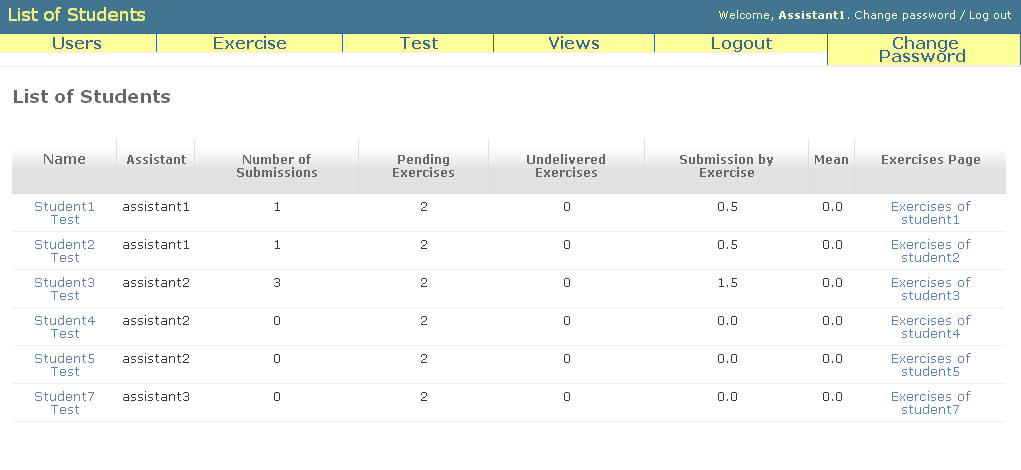 List of Students
Welcome, Assistant1. Change password / Log out
Users Exercise Test Views Logout Change
Password
List of Students
Name Assistant Number of Pending Undelivered Submission by Mean Exercises Page
Submissions Exercises Exercises Exercise
Student1 assistant1 1 2 0 0.5 0.0 Exercises of
Test student1
Student2 assistant1 1 2 0 0.5 0.0 Exercises of
Test student2
Student3 assistant2 3 2 0 1.5 0.0 Exercises of
Test student3
Student4 assistant2 0 2 0 0.0 0.0 Exercises of
Test student4
Student5 assistant2 0 2 0 0.0 0.0 Exercises of
Test student5
Student7 assistant3 0 2 0 0.0 0.0 Exercises of
Test student7